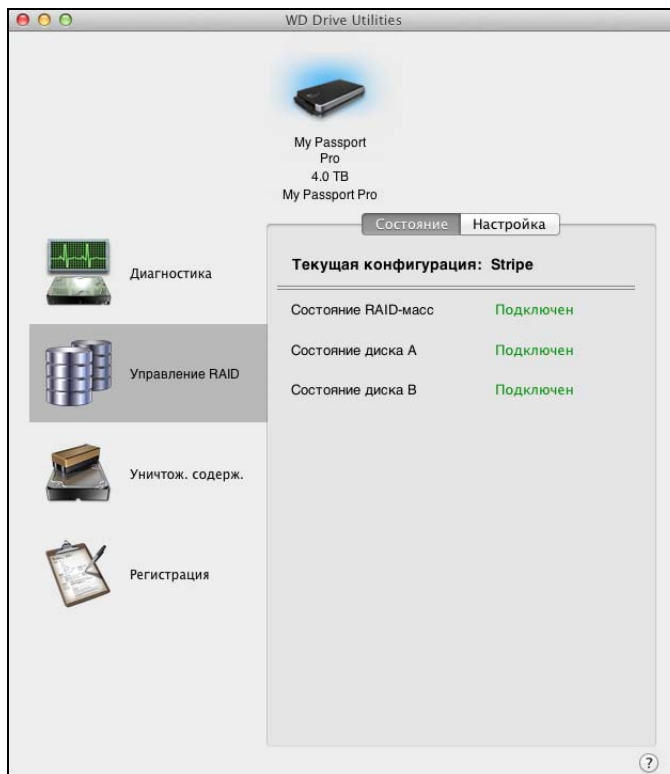 WD Drive Utilities
My Passport
Pro
4.0 TB
My Passport Pro
Состояние
Настройка
Диагностика
Текущая конфигурация: Stripe
Состояние RAID-масс
Подключен
Управление RAID
Состояние диска A
Подключен
Состояние диска B
Подключен
Уничтож. содерж.
Регистрация
?